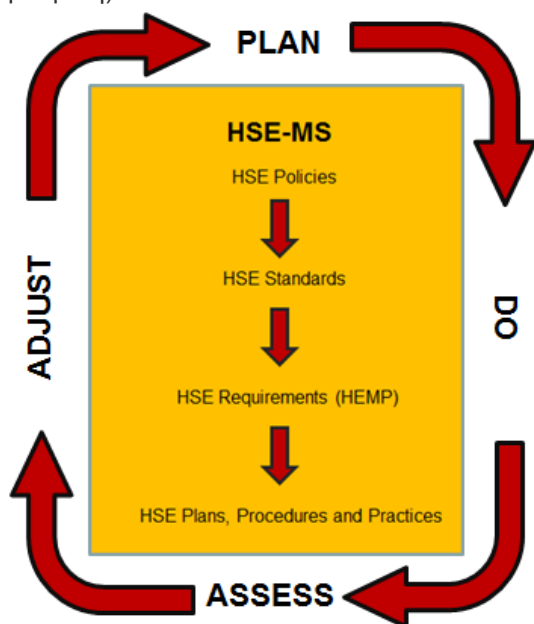 PLAN
HSE-MS
HSE Policies
HSE Standards
HSE Requirements (HEMP)
HSE Plans, Procedures and Practices
DO
ASSESS
ADJUST